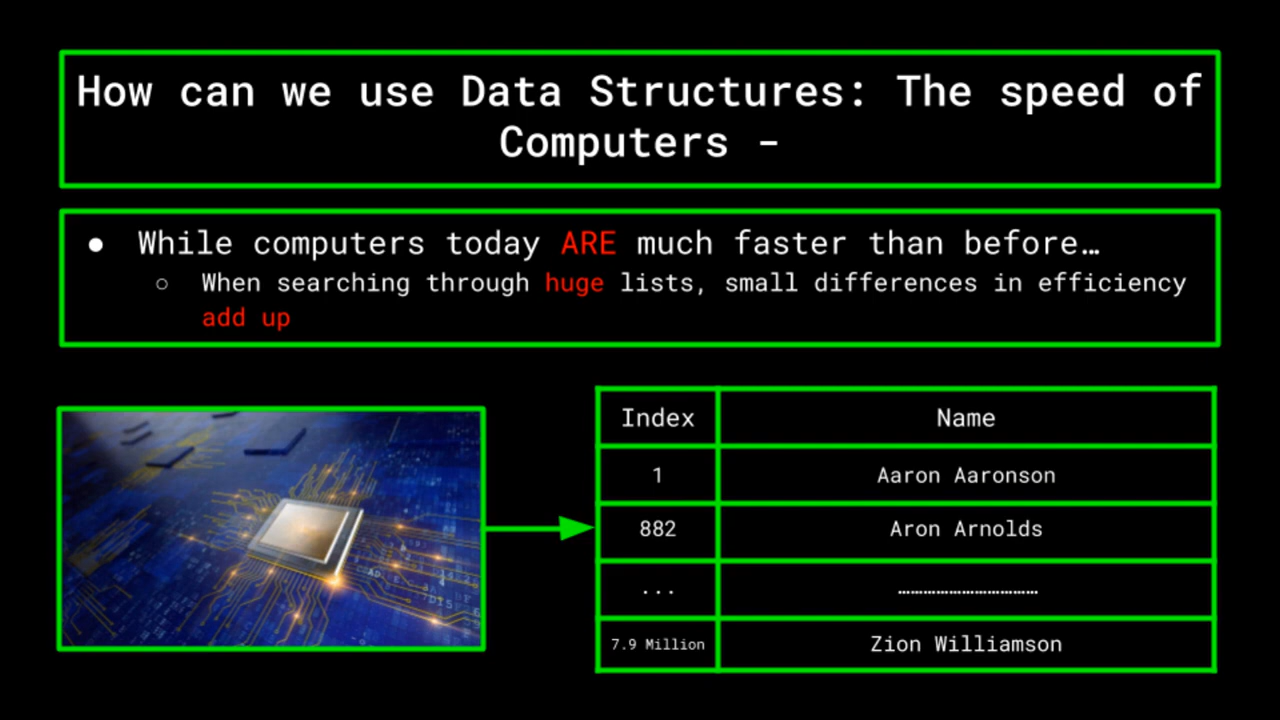 How can we use Data Structures: The speed of
Computers -
● While computers today ARE much faster than before…
○ When searching through huge lists, small differences in efficiency
add up
Index Name
1 Aaron Aaronson
882 Aron Arnolds
... ……………………………
7.9 Million Zion Williamson